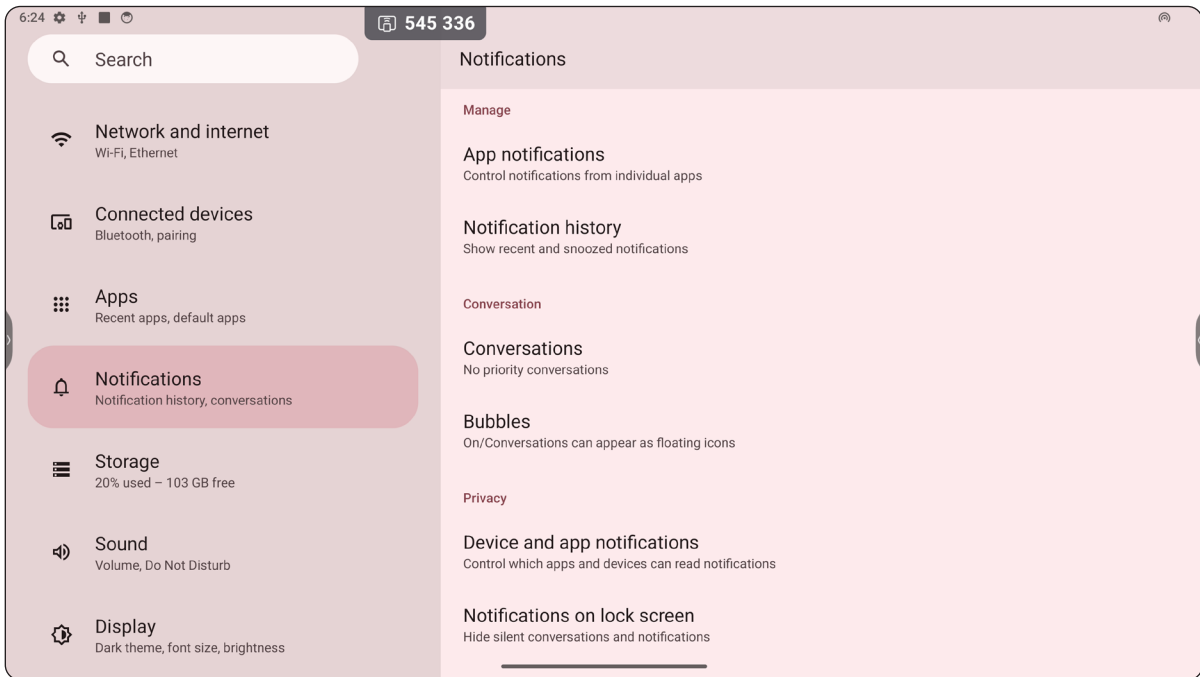 6:24
545 336
Search
Network and internet
Wi-Fi, Ethernet
Connected devices
Bluetooth, pairing
Apps
Recent apps, default apps
Notifications
Notification history, conversations
Storage
20% used – 103 GB free
Sound
Volume, Do Not Disturb
Display
Dark theme, font size, brightness
Notifications
Manage
App notifications
Control notifications from individual apps
Notification history
Show recent and snoozed notifications
Conversation
Conversations
No priority conversations
Bubbles
On/Conversations can appear as floating icons
Privacy
Device and app notifications
Control which apps and devices can read notifications
Notifications on lock screen
Hide silent conversations and notifications